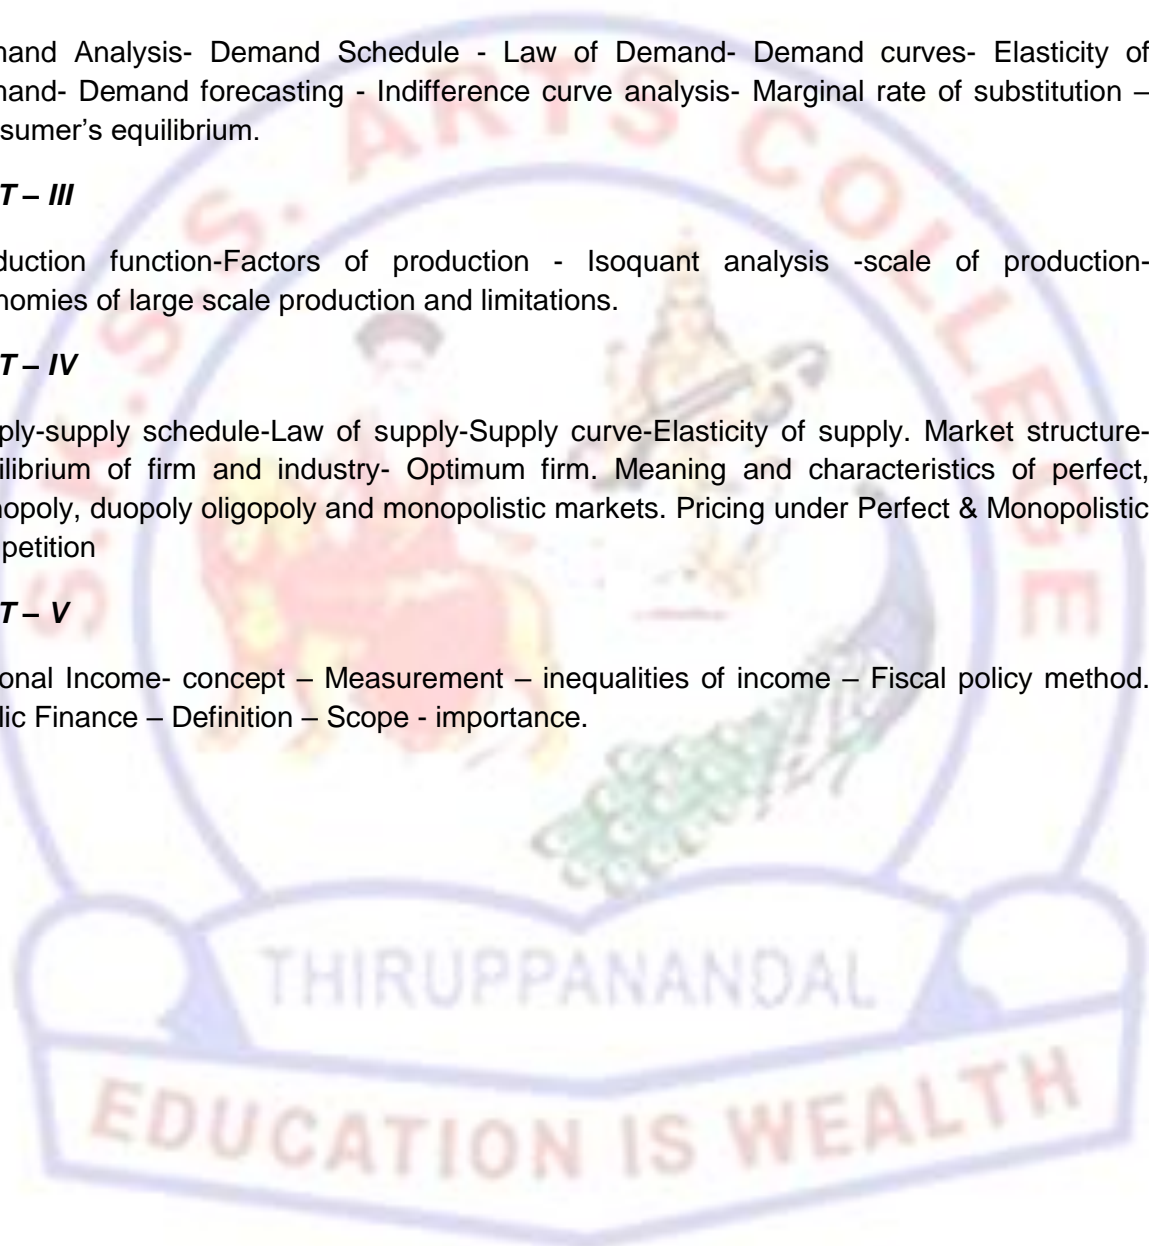 mand Analysis- Demand Schedule - Law of Demand- Demand curves- Elasticity of
mand- Demand forecasting - Indifference curve analysis- Marginal rate of substitution –
sumer’s equilibrium.
T – III
duction function-Factors of production - Isoquant analysis -scale of production-
nomies of large scale production and limitations.
T – IV
ply-supply schedule-Law of supply-Supply curve-Elasticity of supply. Market structure-
ilibrium of firm and industry- Optimum firm. Meaning and characteristics of perfect,
nopoly, duopoly oligopoly and monopolistic markets. Pricing under Perfect & Monopolistic
petition
T – V
onal Income- concept – Measurement – inequalities of income – Fiscal policy method.
lic Finance – Definition – Scope - importance.
S.K.S.S. ARTS COLLEGE
THIRUPPANANDAL
EDUCATION IS WEALTH